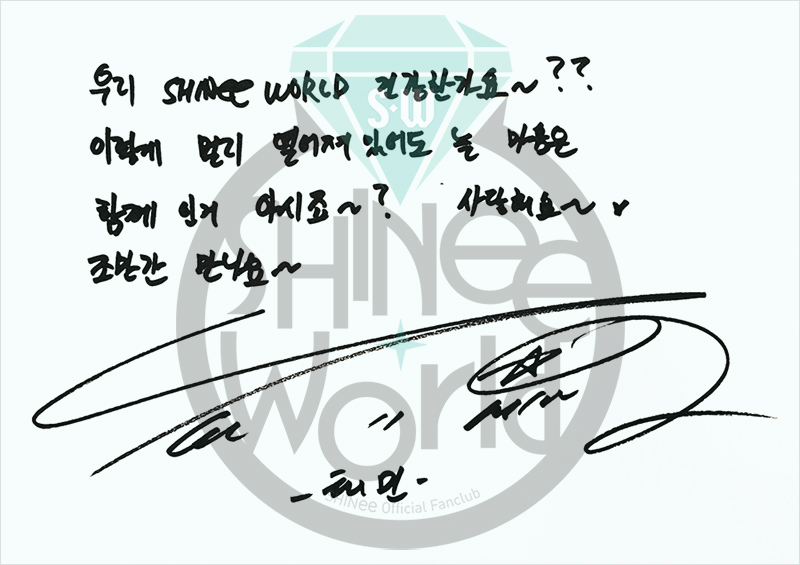 우리 SHINee WORLD 건강한가요~??
이렇게 멀리 떨어져 있어도 늘 마음은
함께 인거 아시죠~? 사랑해요~ ♥
조만간 만나요~
-태민-
S·W
SHINee
World
SHINee Official Fanclub